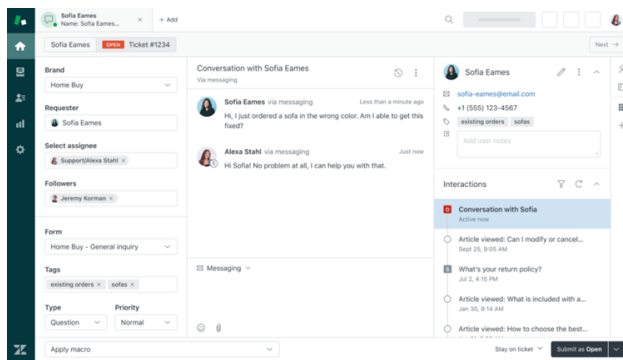 Sofia Eames
Name: Sofia Eames...
+ Add
Sofia Eames
OPEN Ticket #1234
Next
Brand
Home Buy
Requester
Sofia Eames
Select assignee
Support/Alexa Stahl ×
Followers
Jeremy Korman ×
Form
Home Buy - General inquiry
Tags
existing orders × sofas ×
Type Priority
Question Normal
Apply macro
Conversation with Sofia Eames
Via messaging
Sofia Eames via messaging Less than a minute ago
Hi, I just ordered a sofa in the wrong color. Am I able to get this
fixed?
Alexa Stahl via messaging Just now
Hi Sofia! No problem at all, I can help you with that.
Messaging
Sofia Eames
sofia-eames@email.com
+1 (555) 123-4567
existing orders sofas
Add user notes
Interactions
Conversation with Sofia
Active now
Article viewed: Can I modify or cancel...
Sept 25, 9:05 AM
What's your return policy?
Jul 2, 4:15 PM
Article viewed: What is included with a...
Jan 30, 9:14 AM
Article viewed: How to choose the best...
Stay on ticket
Submit as Open